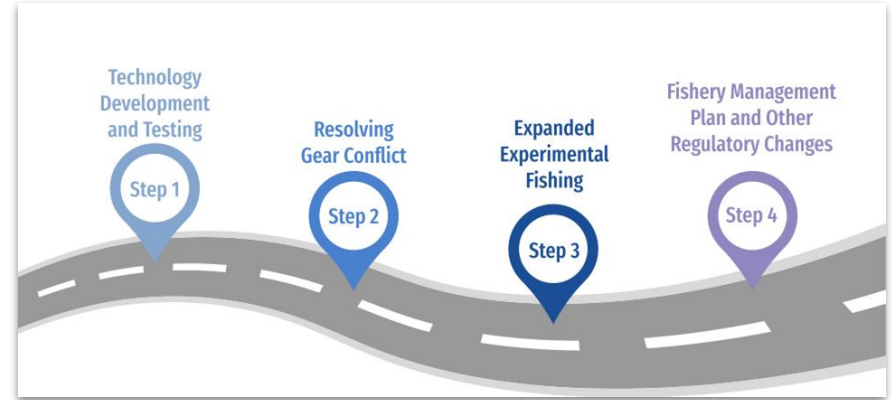 Technology
Development
and Testing
Step 1
Resolving
Gear Conflict
Step 2
Expanded
Experimental
Fishing
Step 3
Fishery Management
Plan and Other
Regulatory Changes
Step 4